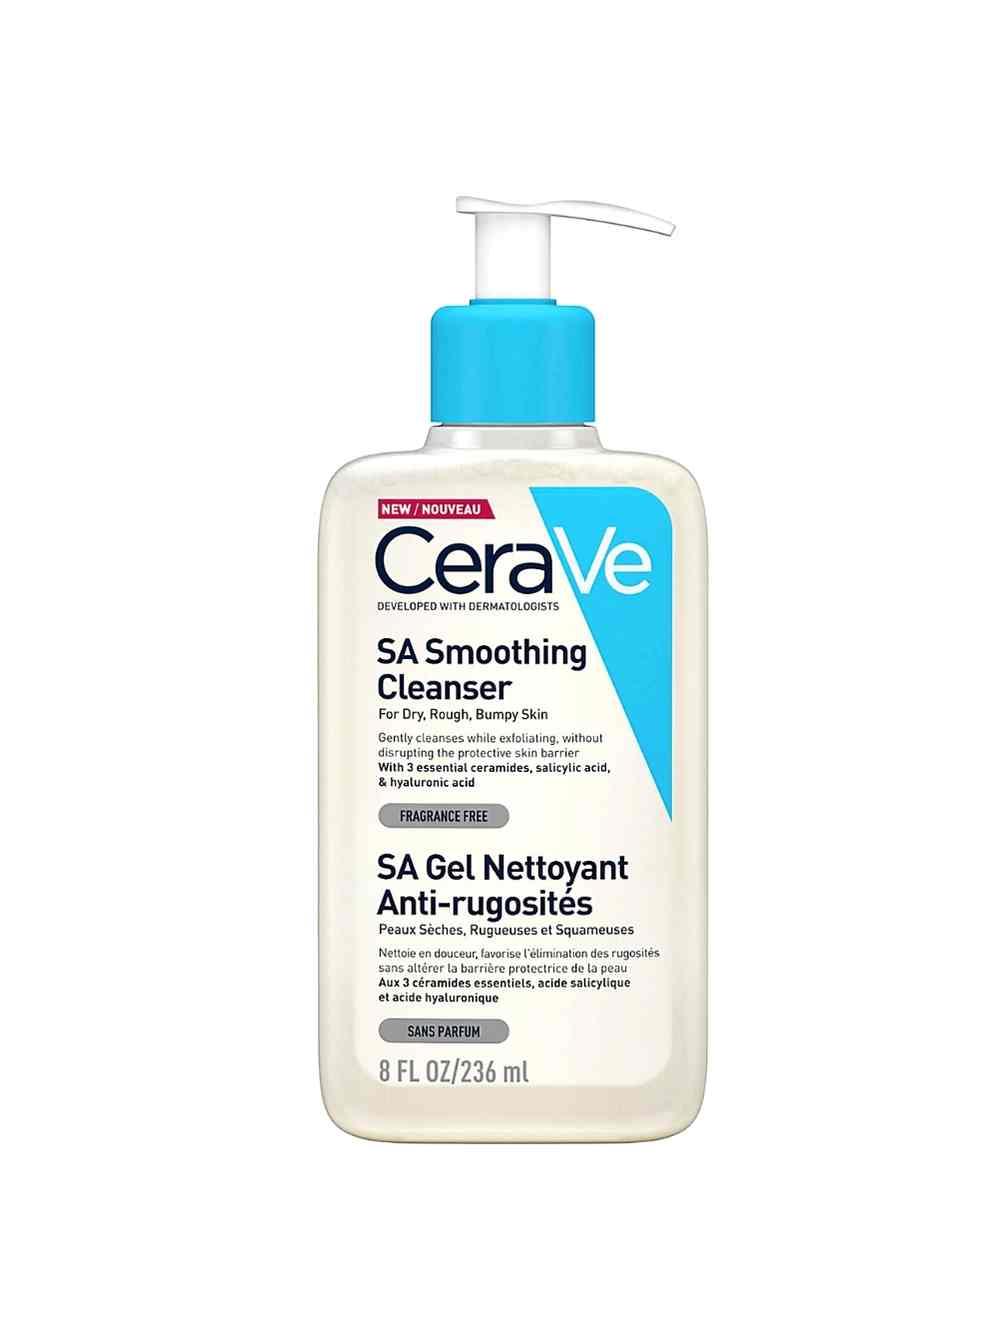 NEW / NOUVEAU
CeraVe
DEVELOPED WITH DERMATOLOGISTS
SA Smoothing
Cleanser
For Dry, Rough, Bumpy Skin
Gently cleanses while exfoliating, without
disrupting the protective skin barrier
With 3 essential ceramides, salicylic acid,
& hyaluronic acid
FRAGRANCE FREE
SA Gel Nettoyant
Anti-rugosités
Peaux Sèches, Rugueuses et Squameuses
Nettoie en douceur, favorise l'élimination des rugosités
sans altérer la barrière protectrice de la peau
Aux 3 céramides essentiels, acide salicylique
et acide hyaluronique
SANS PARFUM
8 FL OZ/236 ml